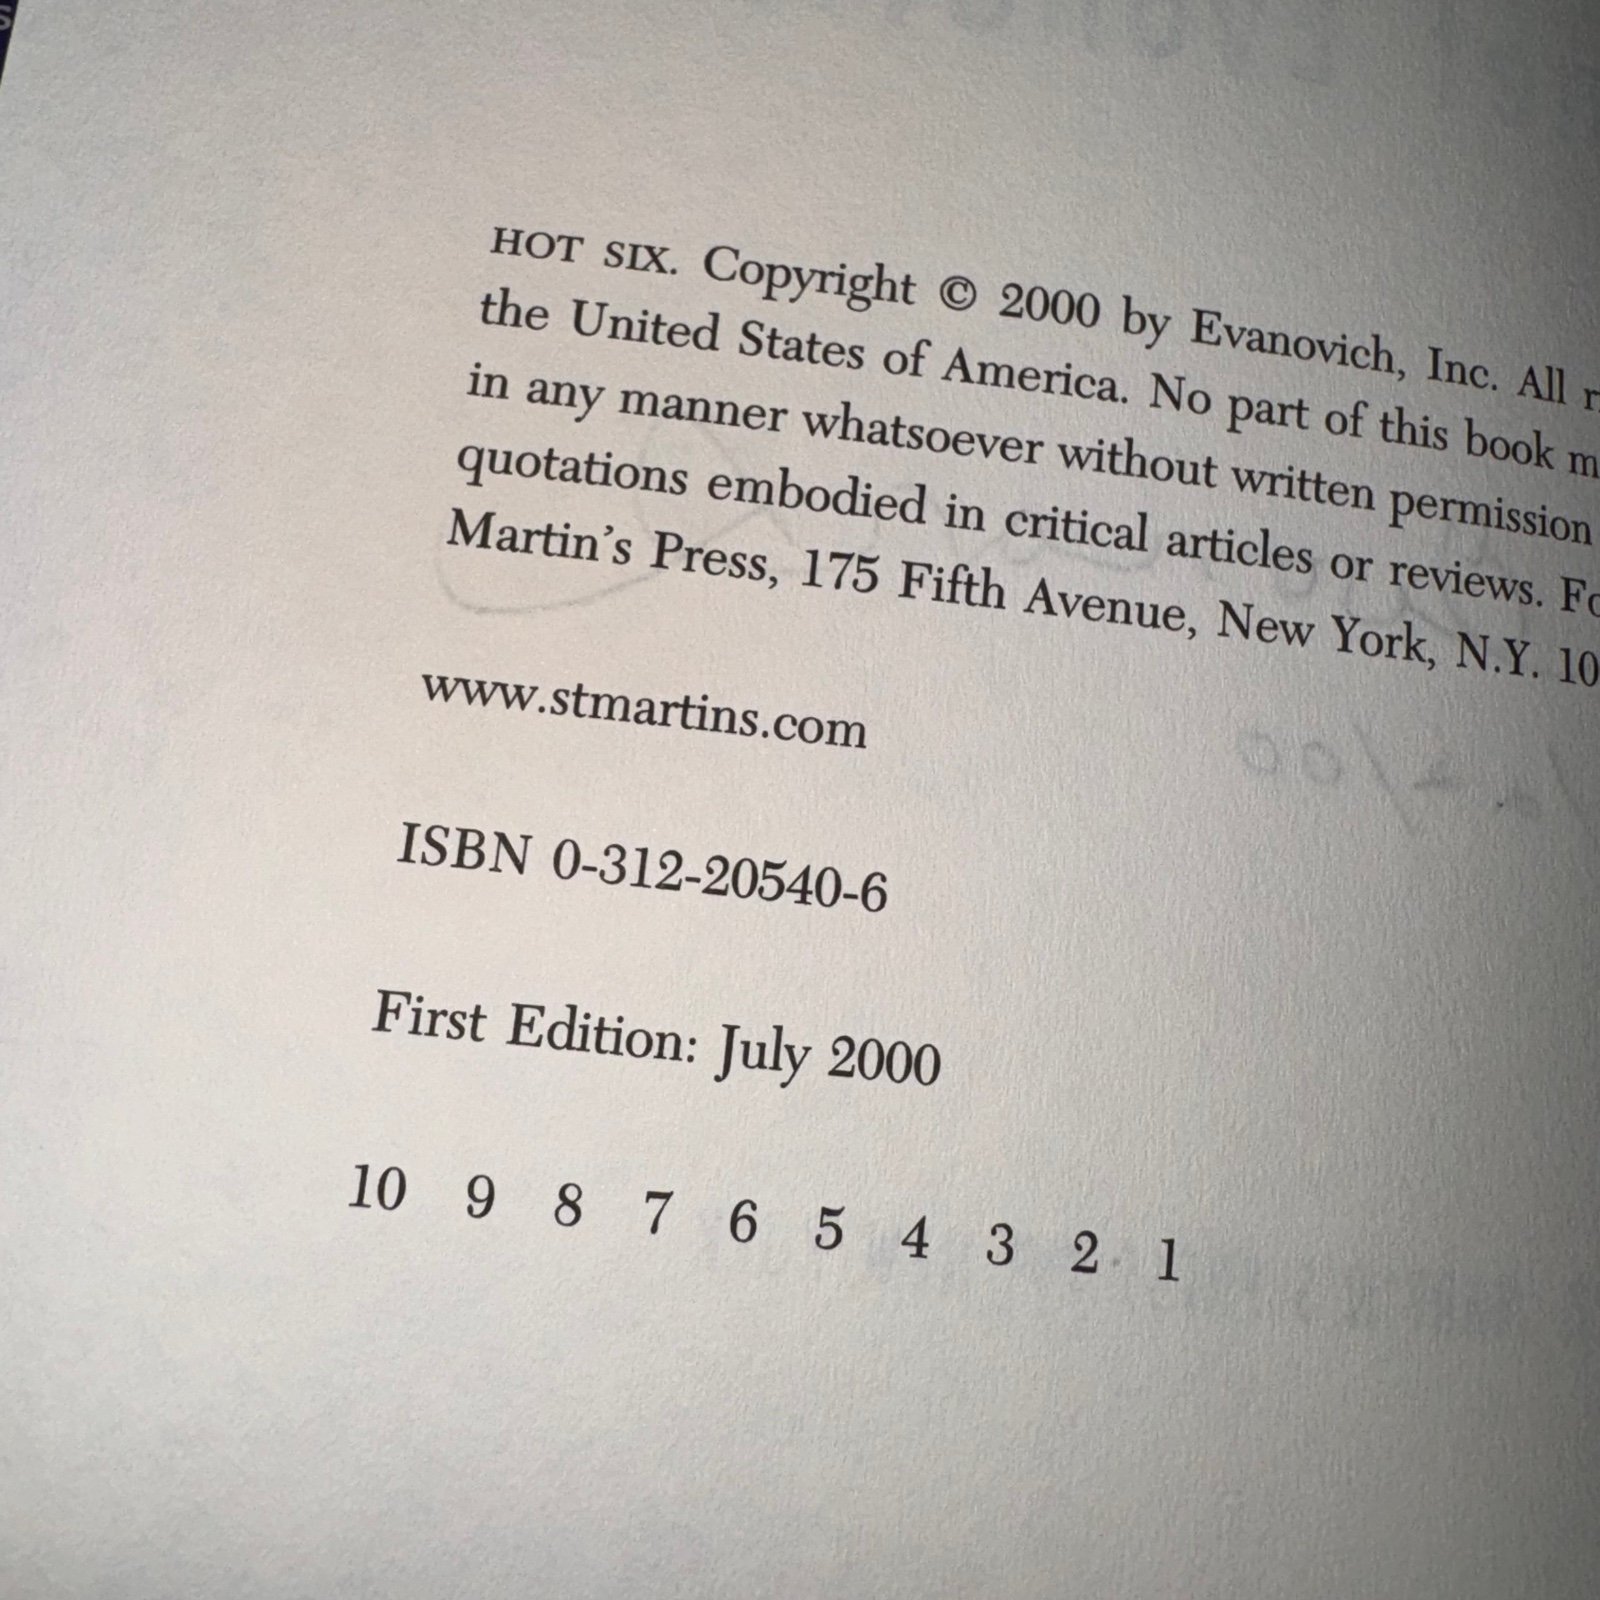 HOT SIX. Copyright © 2000 by Evanovich, Inc. All
the United States of America. No part of this book
in any manner whatsoever without written permission
quotations embodied in critical articles or reviews.
Martin's Press, 175 Fifth Avenue, New York, N.Y. 10
www.stmartins.com
ISBN 0-312-20540-6
First Edition: July 2000
10 9 8 7 6 5 4 3 2 1